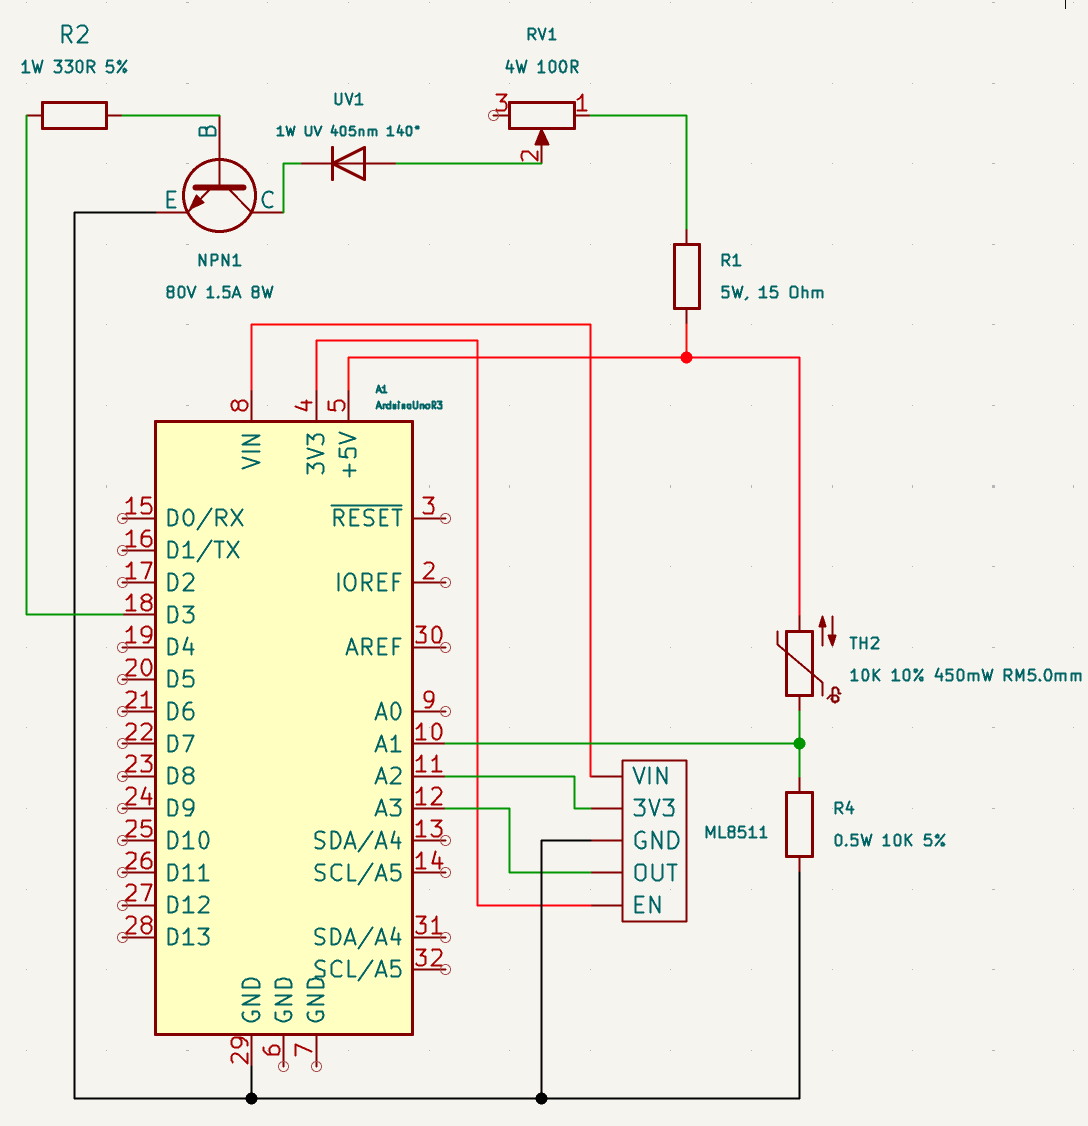 R2
1W 330R 5%
RV1
4W 100R
3
1
2
UV1
1W UV 405nm 140°
B
E
C
NPN1
80V 1.5A 8W
R1
5W, 15 Ohm
A1
ArduinoUnoR3
8
4
5
VIN
3V3
+5V
15
D0/RX
RESET
3
16
D1/TX
17
D2
IOREF
2
18
D3
19
D4
AREF
30
20
D5
21
D6
A0
9
22
D7
A1
10
23
D8
A2
11
24
D9
A3
12
25
D10
SDA/A4
13
26
D11
SCL/A5
14
27
D12
28
D13
SDA/A4
31
SCL/A5
32
GND
GND
GND
29
6
7
VIN
3V3
GND
OUT
EN
ML8511
TH2
10K 10% 450mW RM5.0mm
R4
0.5W 10K 5%